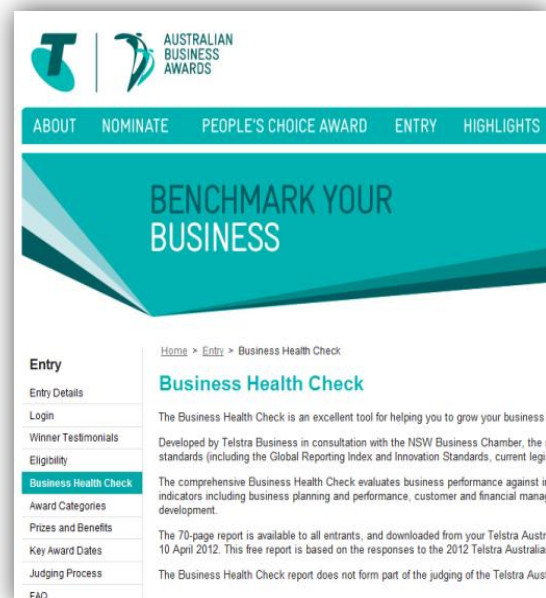 T
AUSTRALIAN
BUSINESS
AWARDS
ABOUT NOMINATE PEOPLE'S CHOICE AWARD ENTRY HIGHLIGHTS
BENCHMARK YOUR
BUSINESS
Home > Entry > Business Health Check
Entry
Entry Details
Login
Winner Testimonials
Eligibility
Business Health Check
Award Categories
Prizes and Benefits
Key Award Dates
Judging Process
FAQ
Business Health Check
The Business Health Check is an excellent tool for helping you to grow your business
Developed by Telstra Business in consultation with the NSW Business Chamber, the
standards (including the Global Reporting Index and Innovation Standards, current legi
The comprehensive Business Health Check evaluates business performance against i
indicators including business planning and performance, customer and financial mana
development.
The 70-page report is available to all entrants, and downloaded from your Telstra Austr
10 April 2012. This free report is based on the responses to the 2012 Telstra Australia
The Business Health Check report does not form part of the judging of the Telstra Aust